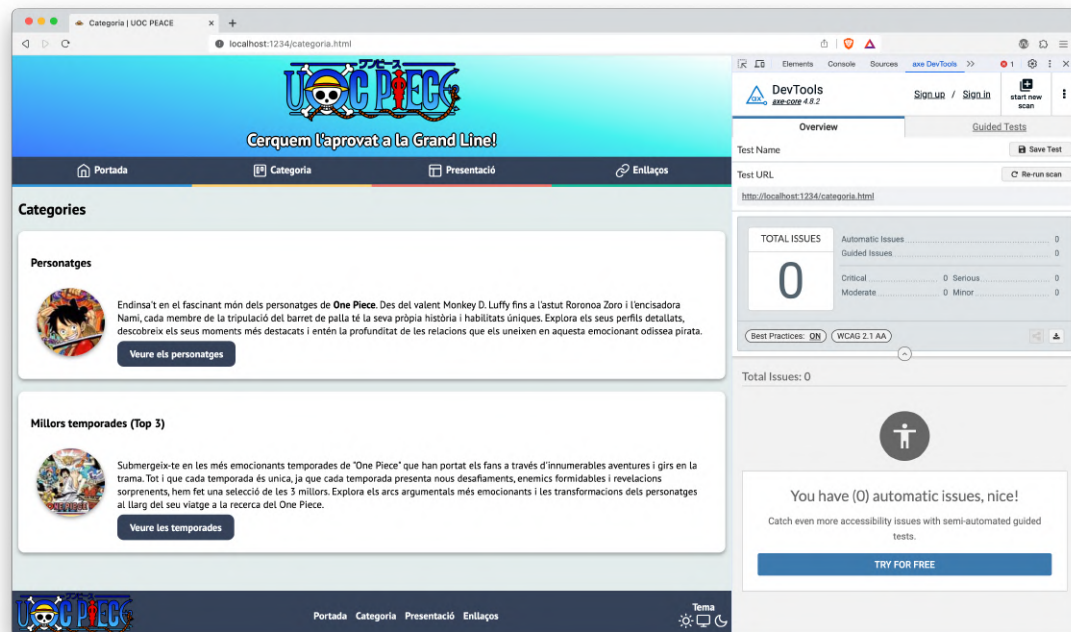 Categoria | UOC PEACE
localhost:1234/categoria.html
ワンピース
UOC PIECE
Cerquem l'aprovat a la Grand Line!
Portada
Categoria
Presentació
Enllaços
Categories
Personatges
Endinsa't en el fascinant món dels personatges de One Piece. Des del valent Monkey D. Luffy fins a l'astut Roronoa Zoro i l'encisadora
Nami, cada membre de la tripulació del barret de palla té la seva pròpia història i habilitats úniques. Explora els seus perfils detallats,
descobreix els seus moments més destacats i entén la profunditat de les relacions que els uneixen en aquesta emocionant odissea pirata.
Veure els personatges
Millors temporades (Top 3)
Submergeix-te en les més emocionants temporades de "One Piece" que han portat els fans a través d'innumerables aventures i girs en la
trama. Tot i que cada temporada és unica, ja que cada temporada presenta nous desafiaments, enemics formidables i revelacions
sorprenents, hem fet una selecció de les 3 millors. Explora els arcs argumentals més emocionants i les transformacions dels personatges
al llarg del seu viatge a la recerca del One Piece.
Veure les temporades
UOC PIECE
Portada Categoria Presentació Enllaços
Tema
Elements Console Sources axe DevTools 1
axe DevTools
axe-core 4.8.2
Sign up / Sign in
start new
scan
Overview
Guided Tests
Test Name
Save Test
Test URL
Re-run scan
http://localhost:1234/categoria.html
TOTAL ISSUES
0
Automatic Issues 0
Guided Issues 0
Critical 0 Serious 0
Moderate 0 Minor 0
Best Practices: ON
WCAG 2.1 AA
Total Issues: 0
You have (0) automatic issues, nice!
Catch even more accessibility issues with semi-automated guided
tests.
TRY FOR FREE